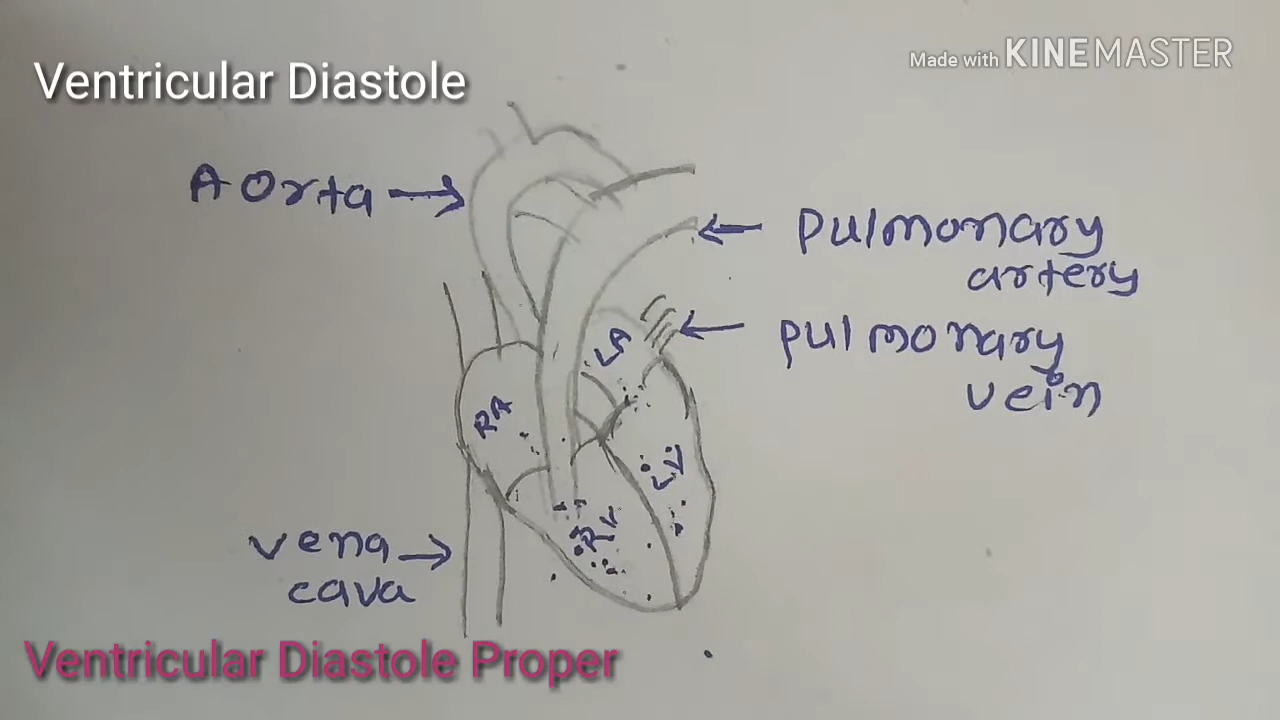 Ventricular Diastole
Made with KINEMASTER
Aorta
Pulmonary
artery
pulmonary
vein
LA
RA
LV
RV
vena
cava
Ventricular Diastole Proper